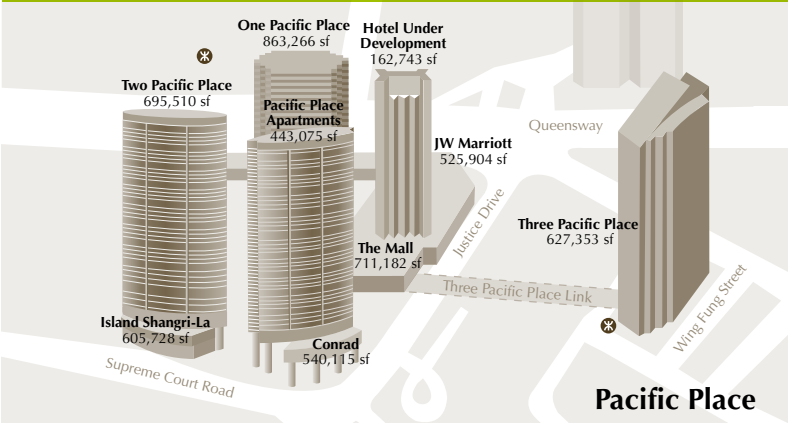 One Pacific Place
863,266 sf
Hotel Under
Development
162,743 sf
Two Pacific Place
695,510 sf
Pacific Place
Apartments
443,075 sf
Queensway
JW Marriott
525,904 sf
Justice Drive
Three Pacific Place
627,353 sf
The Mall
711,182 sf
Three Pacific Place Link
Wing Fung Street
Island Shangri-La
605,728 sf
Conrad
540,115 sf
Supreme Court Road
Pacific Place